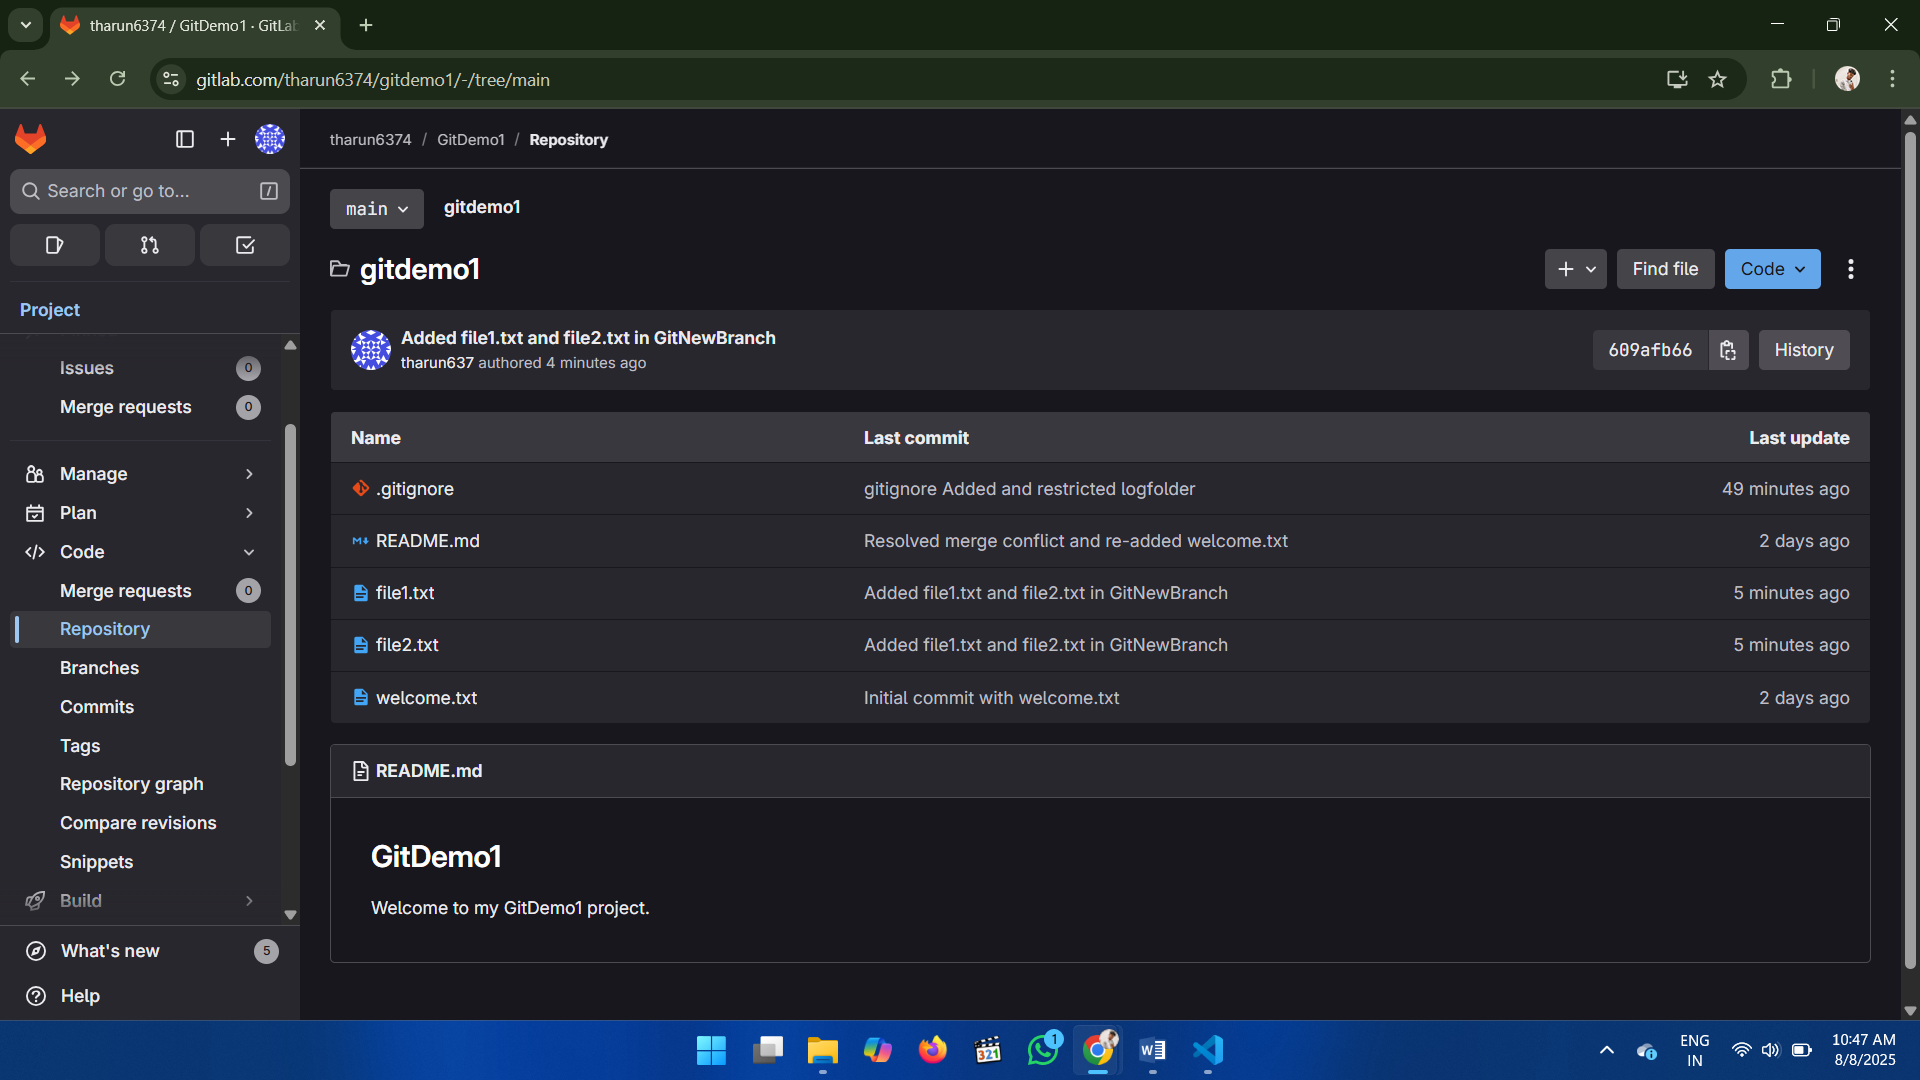 tharun6374 / GitDemo1 · GitLab
gitlab.com/tharun6374/gitdemo1/-/tree/main
tharun6374 / GitDemo1 / Repository
Search or go to...
/
main
gitdemo1
gitdemo1
Find file
Code
Project
Added file1.txt and file2.txt in GitNewBranch
tharun637 authored 4 minutes ago
609afb66
History
Issues 0
Merge requests 0
Manage
Plan
Code
Merge requests 0
Repository
Branches
Commits
Tags
Repository graph
Compare revisions
Snippets
Build
What's new 5
Help
Name Last commit Last update
.gitignore gitignore Added and restricted logfolder 49 minutes ago
README.md Resolved merge conflict and re-added welcome.txt 2 days ago
file1.txt Added file1.txt and file2.txt in GitNewBranch 5 minutes ago
file2.txt Added file1.txt and file2.txt in GitNewBranch 5 minutes ago
welcome.txt Initial commit with welcome.txt 2 days ago
README.md
GitDemo1
Welcome to my GitDemo1 project.
321
1
W
ENG
IN
10:47 AM
8/8/2025